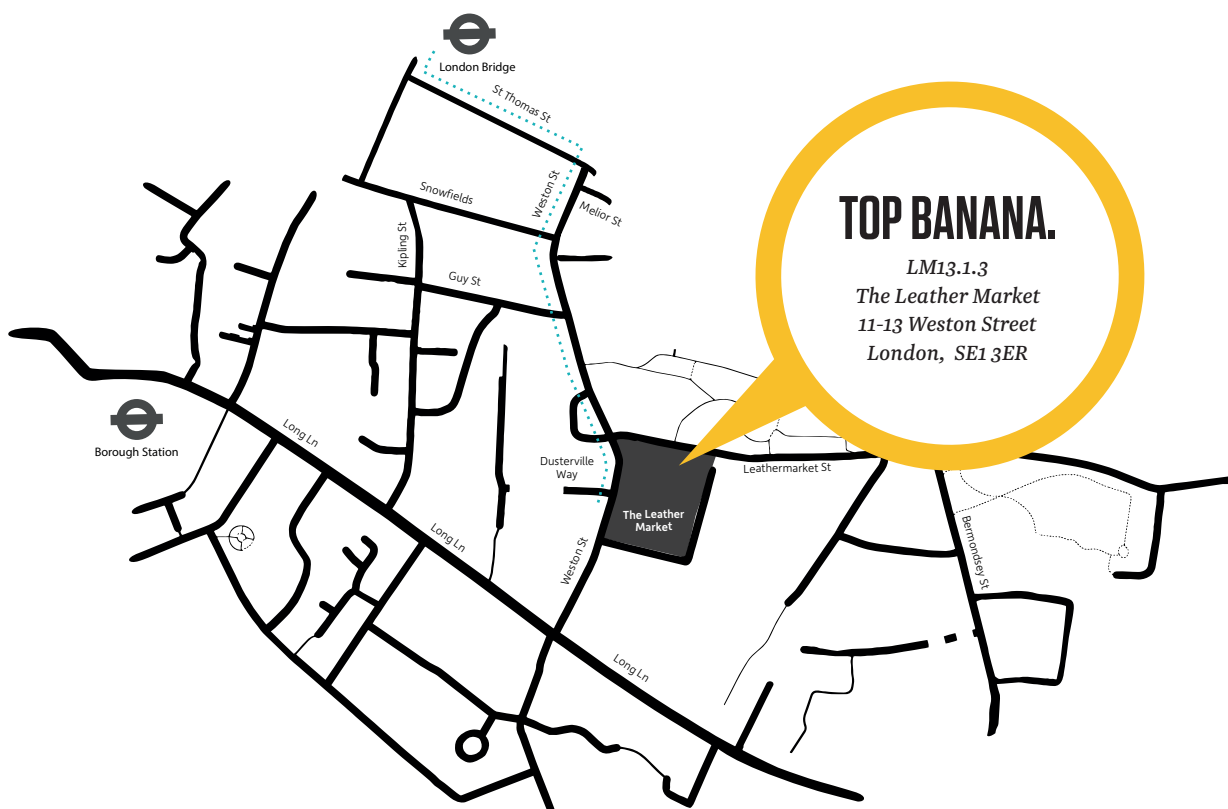 London Bridge
St Thomas St
Weston St
Snowfields
Melior St
Kipling St
Guy St
TOP BANANA.
LM13.1.3
The Leather Market
11-13 Weston Street
London, SE1 3ER
Borough Station
Long Ln
Dusterville
Way
Leathermarket St
The Leather
Market
Long Ln
Weston St
Bermondsey St
Long Ln